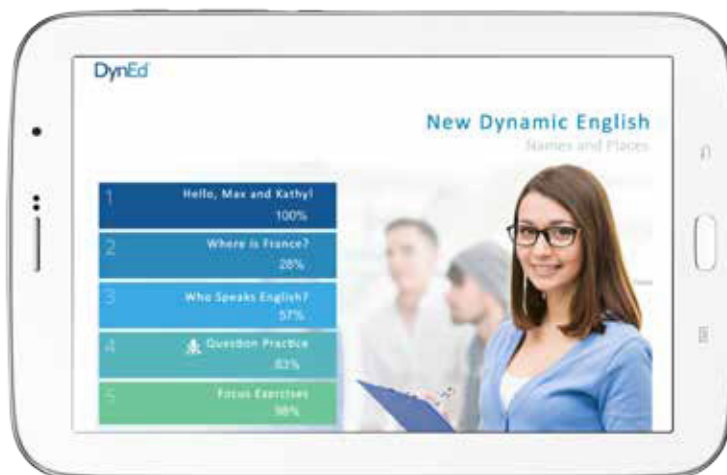 DynEd
New Dynamic English
Names and Places
1 Hello, Max and Kathy!
100%
2 Where is France?
28%
3 Who Speaks English?
57%
4 Question Practice
83%
5 Focus Exercises
98%